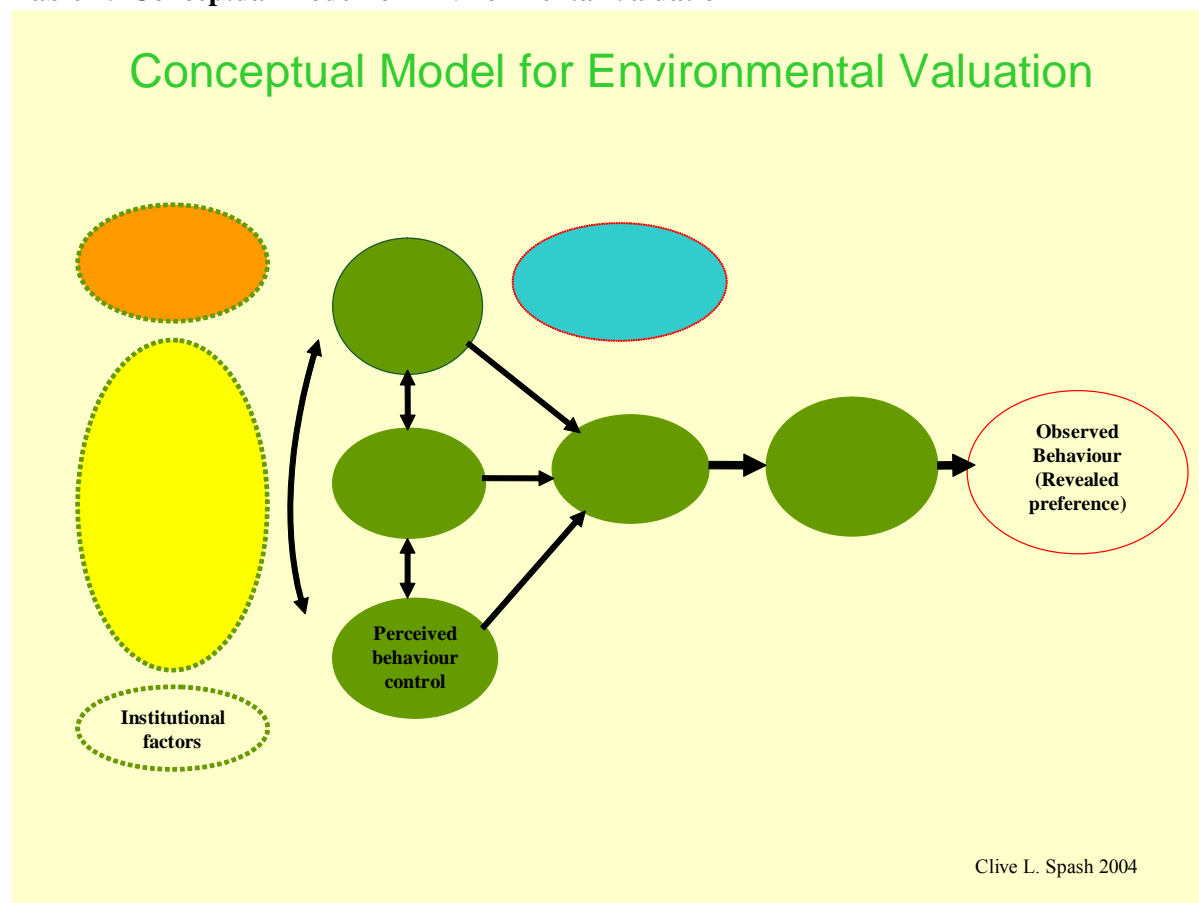 Conceptual Model for Environmental Valuation
Observed
Behaviour
(Revealed
preference)
Perceived
behaviour
control
Institutional
factors
Clive L. Spash 2004